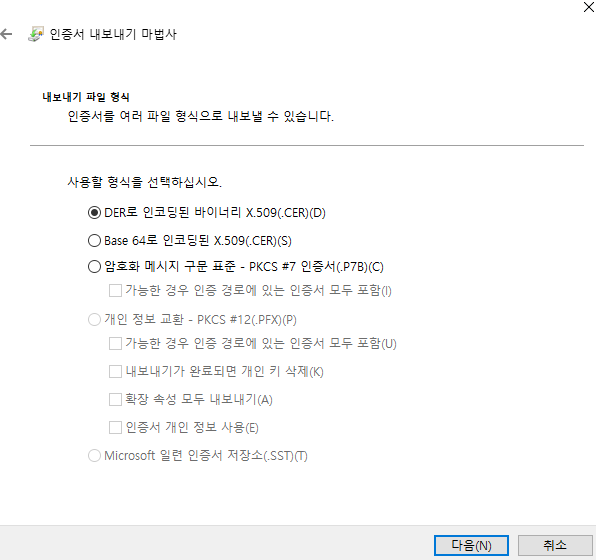 인증서 내보내기 마법사
내보내기 파일 형식
인증서를 여러 파일 형식으로 내보낼 수 있습니다.
사용할 형식을 선택하십시오.
DER로 인코딩된 바이너리 X.509(.CER)(D)
Base 64로 인코딩된 X.509(.CER)(S)
암호화 메시지 구문 표준 - PKCS #7 인증서(.P7B)(C)
가능한 경우 인증 경로에 있는 인증서 모두 포함(I)
개인 정보 교환 - PKCS #12(.PFX)(P)
가능한 경우 인증 경로에 있는 인증서 모두 포함(U)
내보내기가 완료되면 개인 키 삭제(K)
확장 속성 모두 내보내기(A)
인증서 개인 정보 사용(E)
Microsoft 일련 인증서 저장소(.SST)(T)
다음(N) 취소